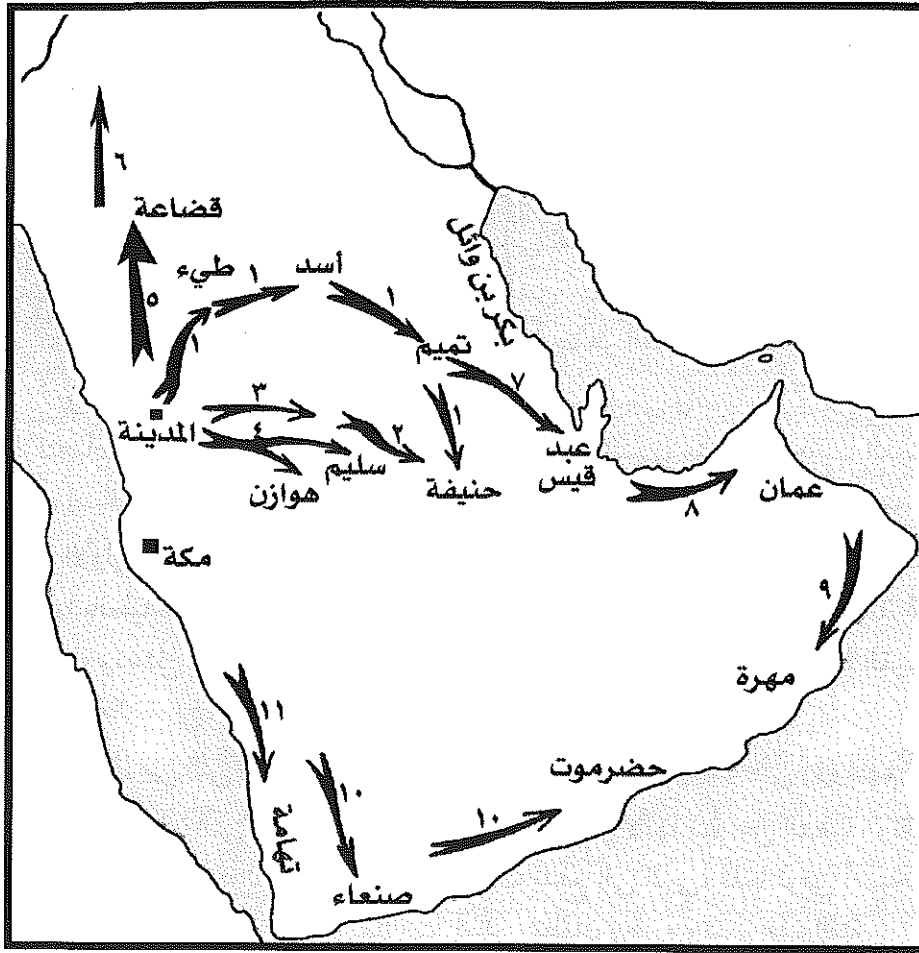 ٦
قضاعة
٥
طيء
١
أسد
١
١
بكر بن وائل
تميم
٧
١
٣
المدينة
٤
٢
سليم
هوازن
حنيفة
عبد
قيس
٨
عمان
مكة
٩
مهرة
١١
١٠
حضرموت
١٠
تهامة
صنعاء